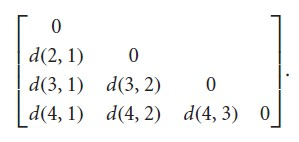 0
d(2, 1) 0
d(3, 1) d(3, 2) 0
d(4, 1) d(4, 2) d(4, 3) 0 .